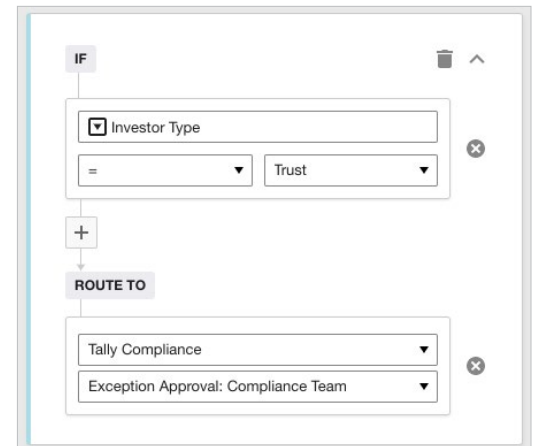 IF
Investor Type
= Trust
+
ROUTE TO
Tally Compliance
Exception Approval: Compliance Team